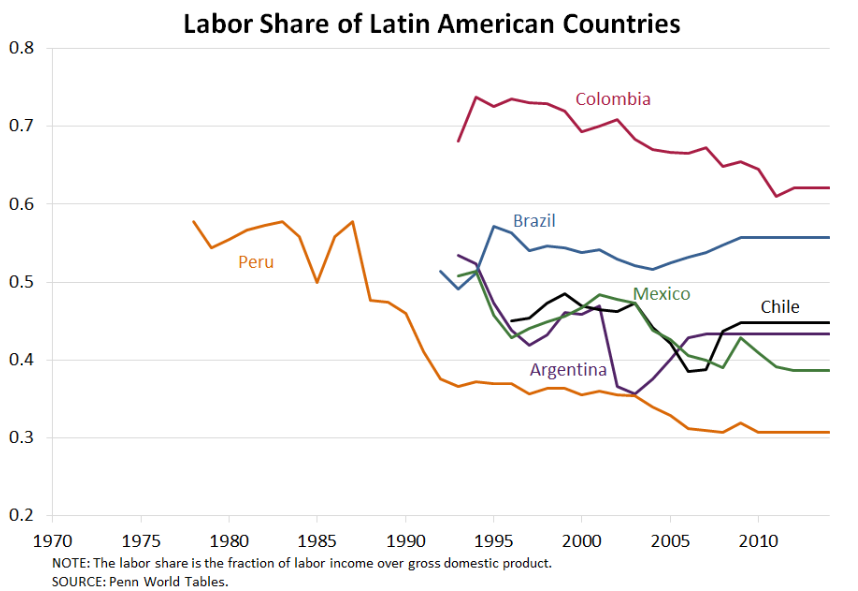 Labor Share of Latin American Countries
0.8
0.7
0.6
0.5
0.4
0.3
0.2
Colombia
Brazil
Peru
Mexico
Chile
Argentina
1970 1975 1980 1985 1990 1995 2000 2005 2010
NOTE: The labor share is the fraction of labor income over gross domestic product.
SOURCE: Penn World Tables.